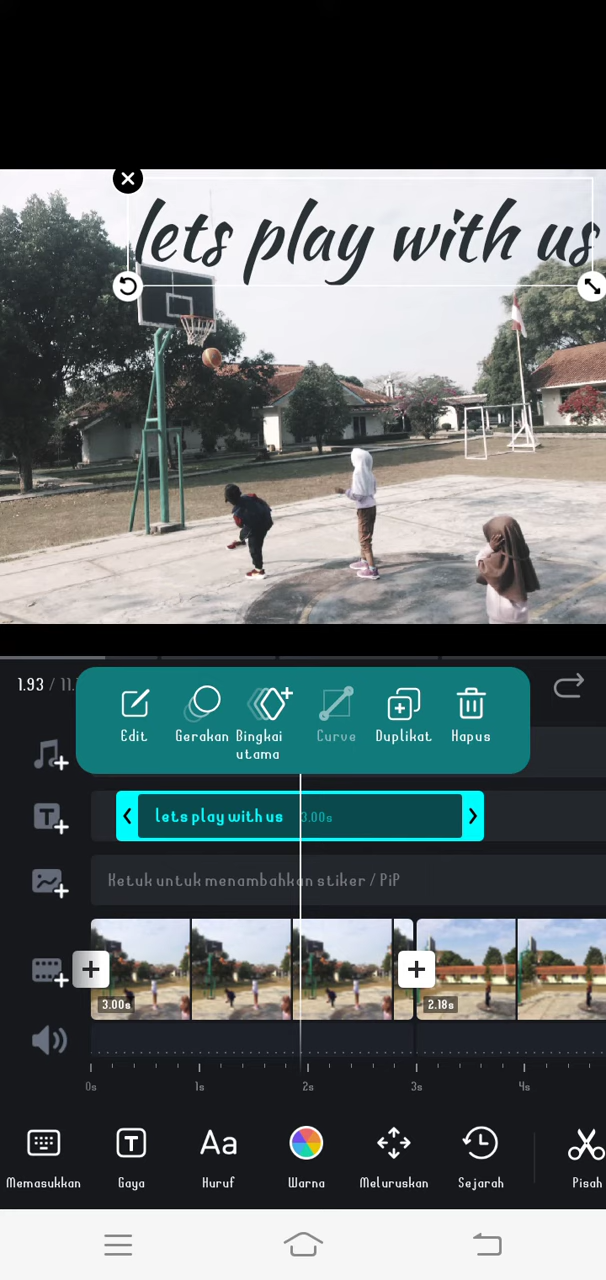 lets play with us
1.93 / 11.
Edit
Gerakan
Bingkai
utama
Curve
Duplikat
Hapus
lets play with us 3.00s
Ketuk untuk menambahkan stiker / PiP
3.00s
2.18s
0s 1s 2s 3s 4s
Memasukkan
Gaya
Aa
Huruf
Warna
Meluruskan
Sejarah
Pisah